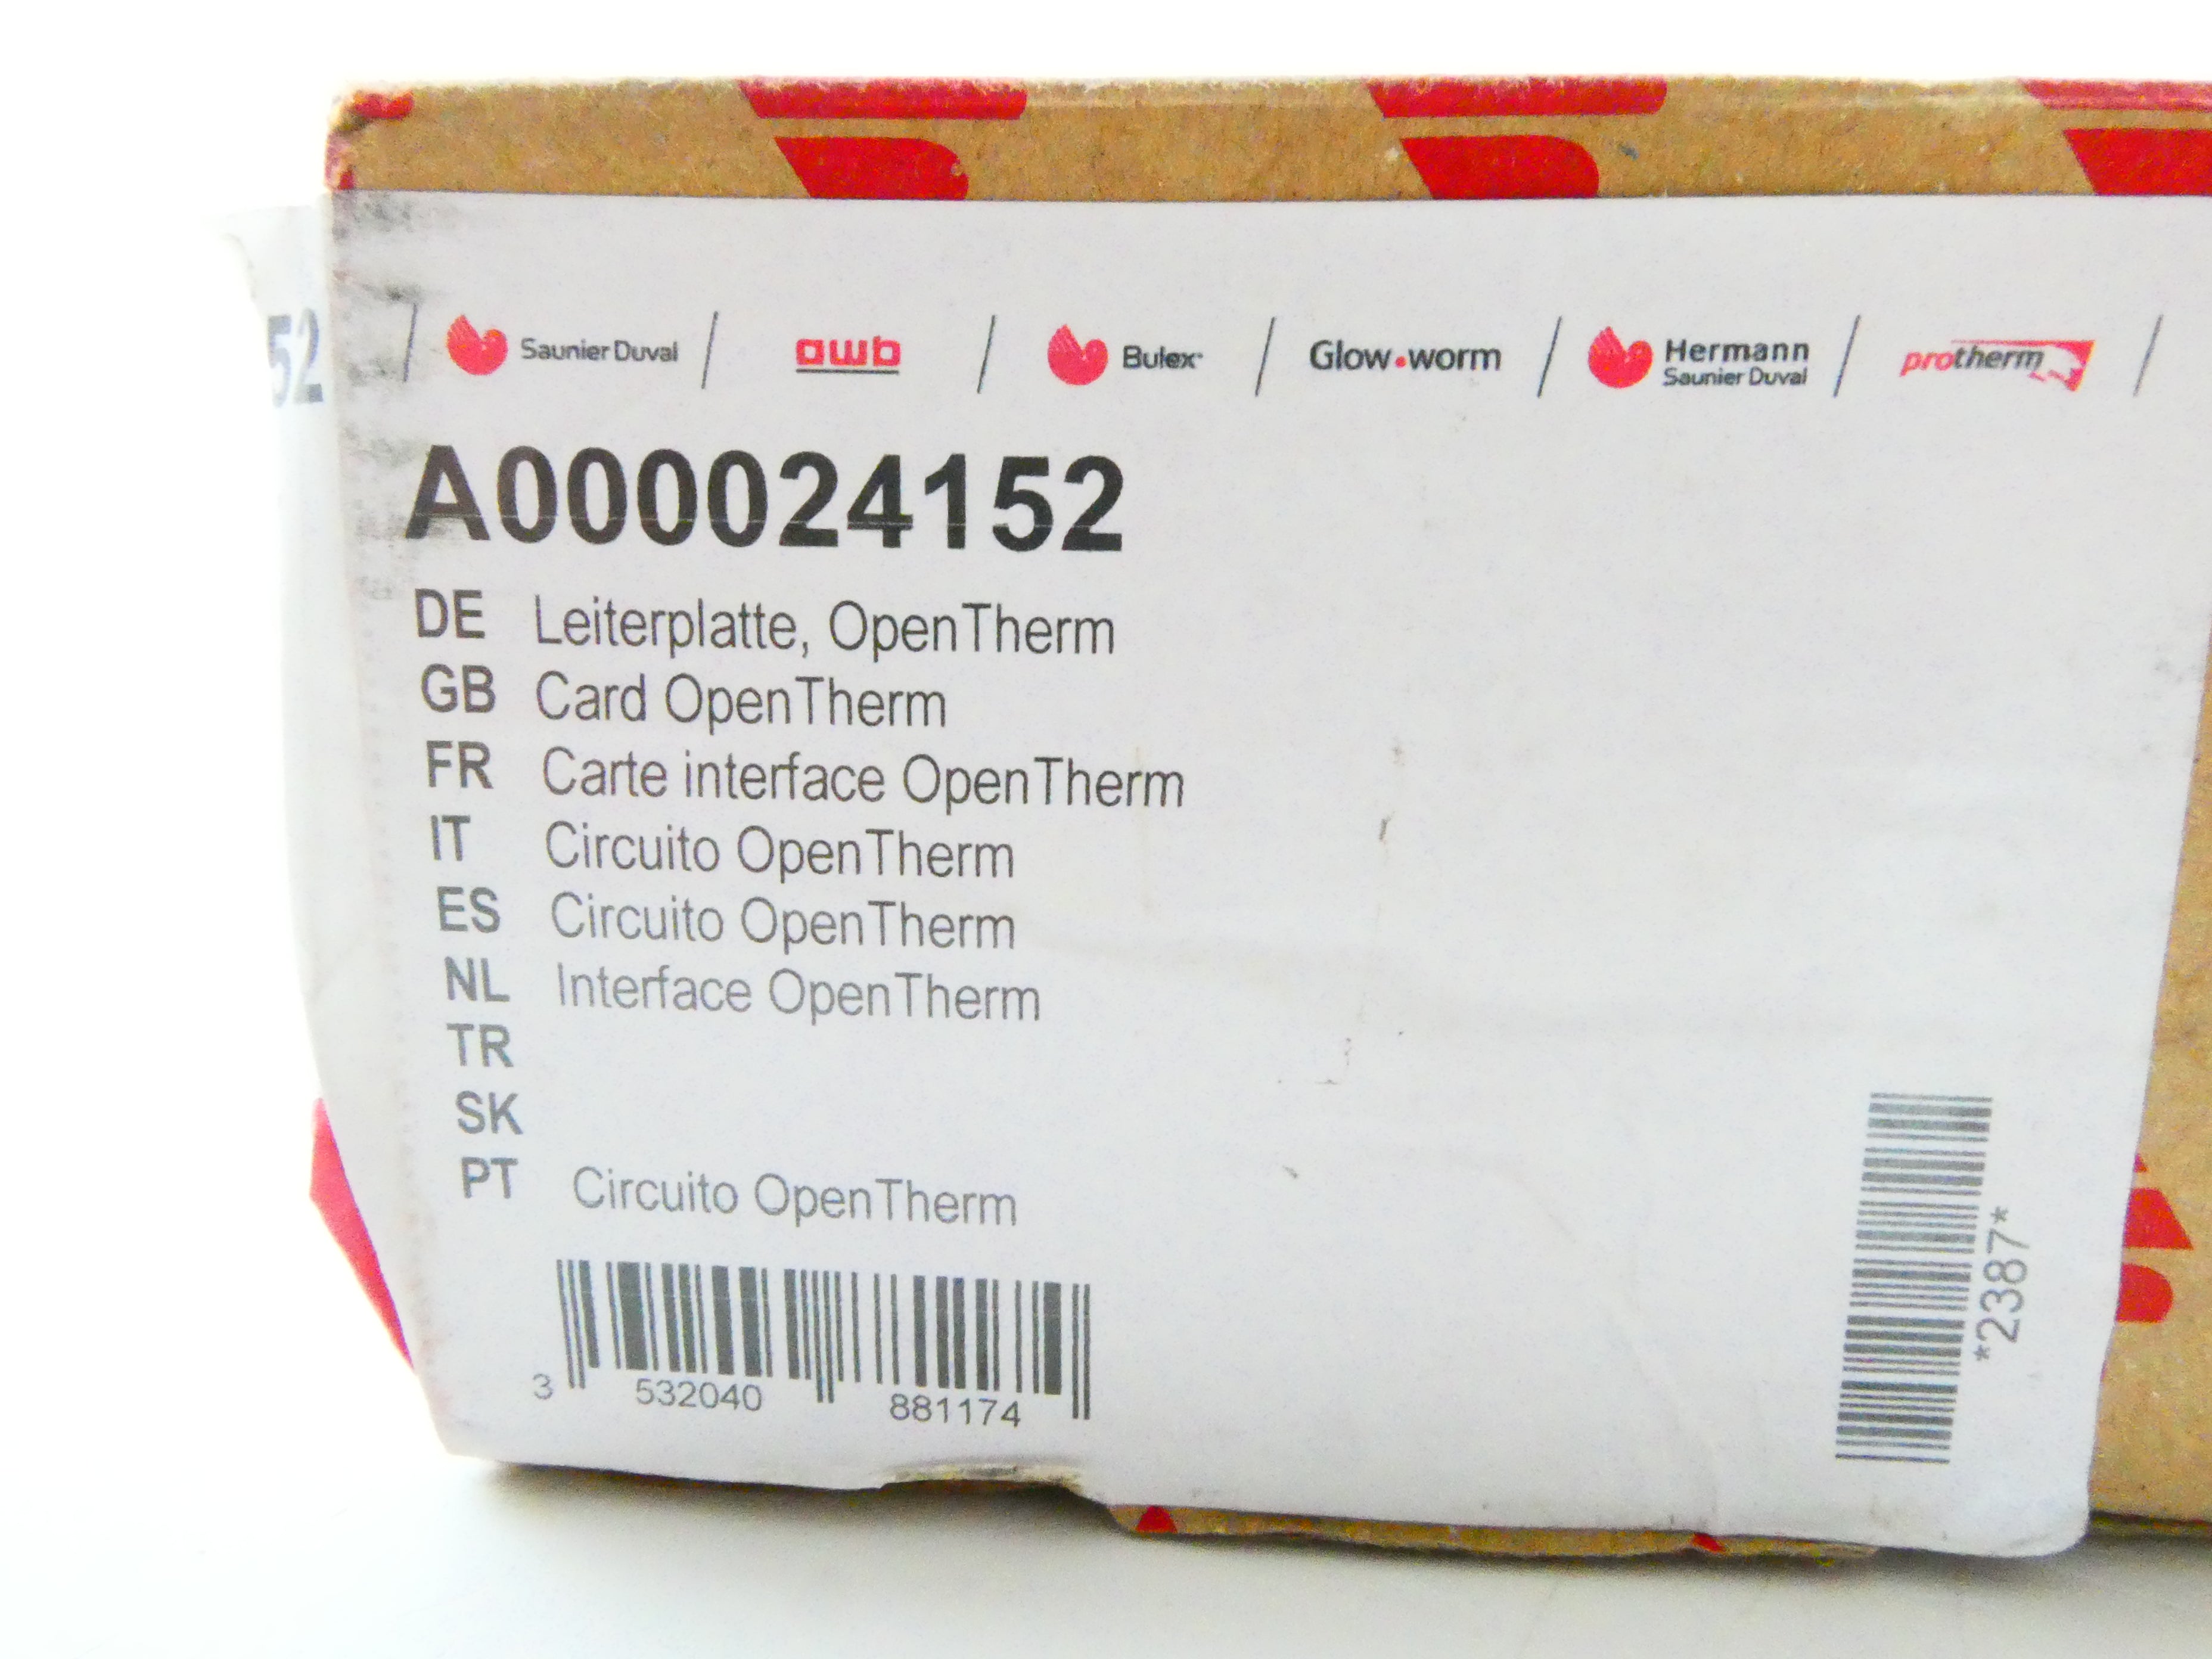 Saunier Duval / awb / Bulex / Glow•worm / Hermann Saunier Duval / protherm /
52
A000024152
DE Leiterplatte, OpenTherm
GB Card OpenTherm
FR Carte interface OpenTherm
IT Circuito OpenTherm
ES Circuito OpenTherm
NL Interface OpenTherm
TR
SK
PT Circuito OpenTherm
3 532040 881174
*2387*